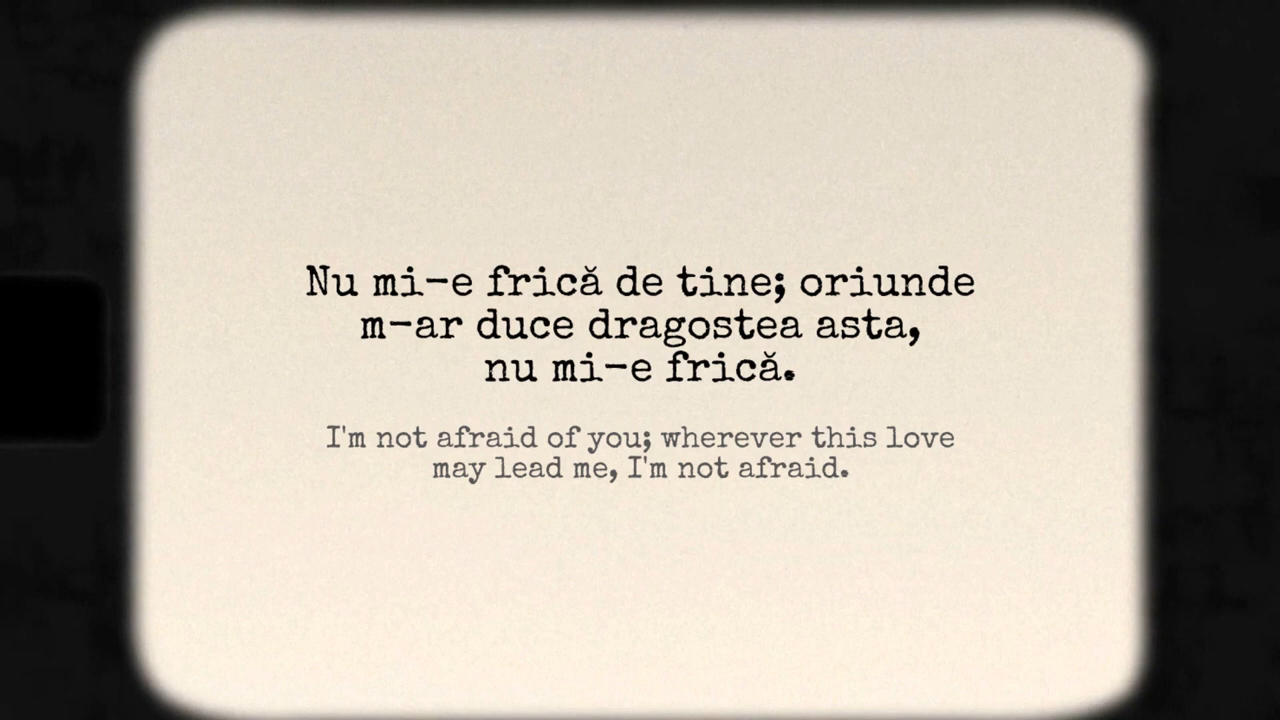 Nu mi-e frică de tine; oriunde
m-ar duce dragostea asta,
nu mi-e frică.
I'm not afraid of you; wherever this love
may lead me, I'm not afraid.